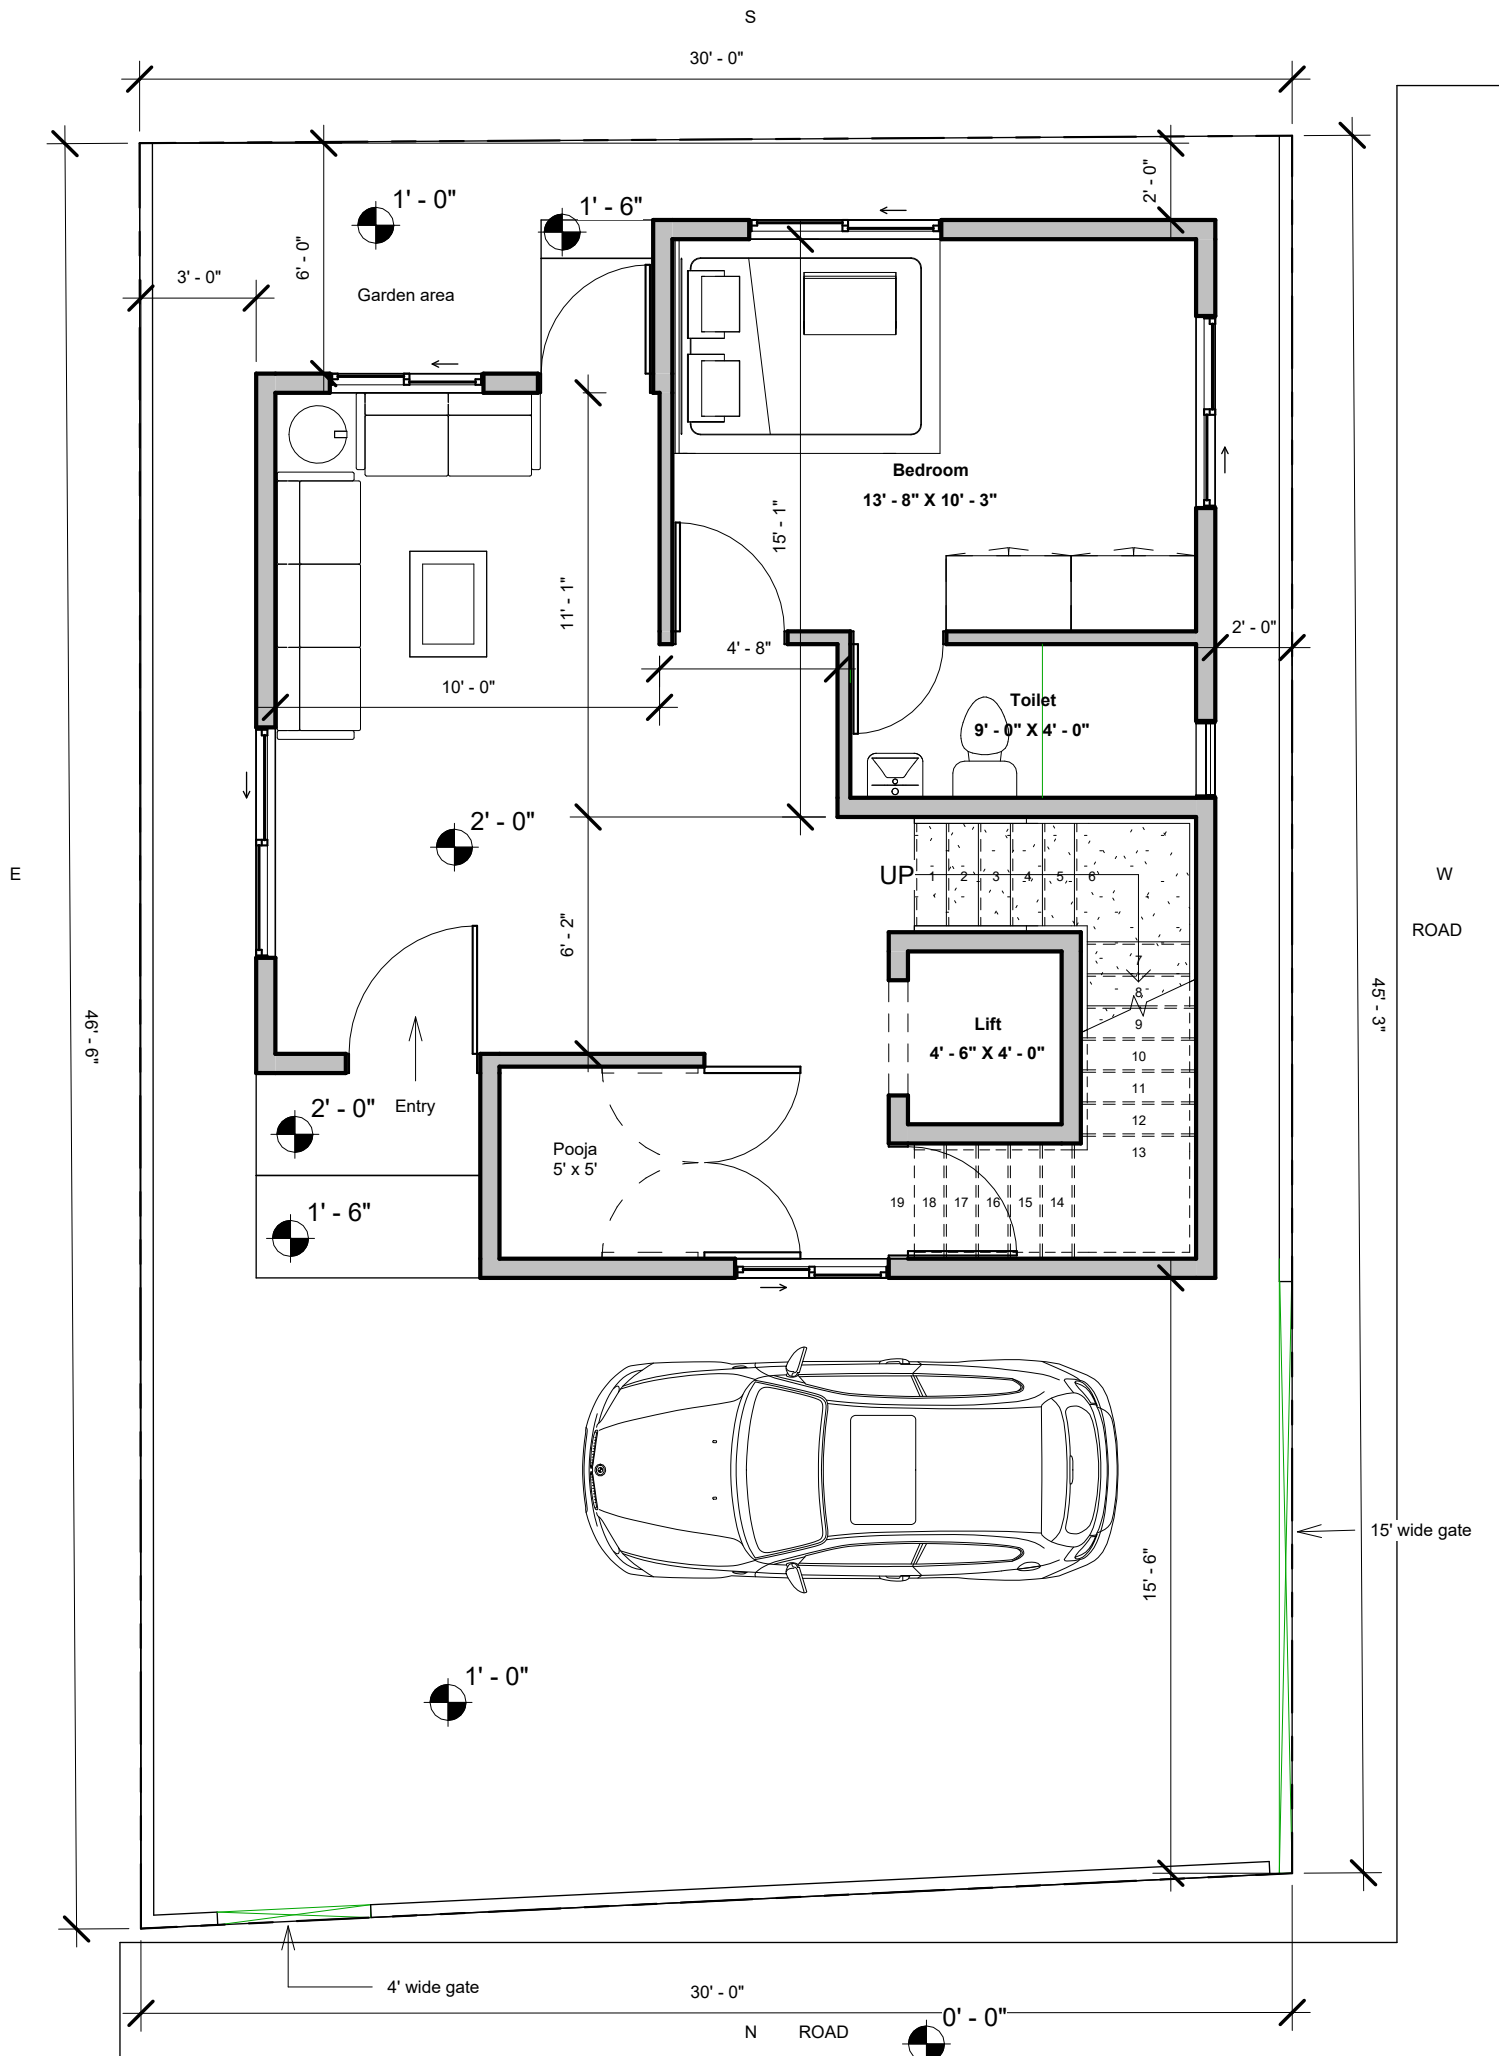 S
30' - 0"
2' - 0"
1' - 0"
1' - 6"
6' - 0"
3' - 0"
Garden area
Bedroom
13' - 8" X 10' - 3"
15' - 1"
11' - 1"
4' - 8"
2' - 0"
10' - 0"
Toilet
9' - 0" X 4' - 0"
2' - 0"
E
UP
1 2 3 4 5 6
W
ROAD
6' - 2"
7
8
9
10
11
12
13
Lift
4' - 6" X 4' - 0"
46' - 6"
45' - 3"
2' - 0"
Entry
Pooja
5' x 5'
19 18 17 16 15 14
1' - 6"
15' wide gate
15' - 6"
1' - 0"
4' wide gate
30' - 0"
0' - 0"
N ROAD